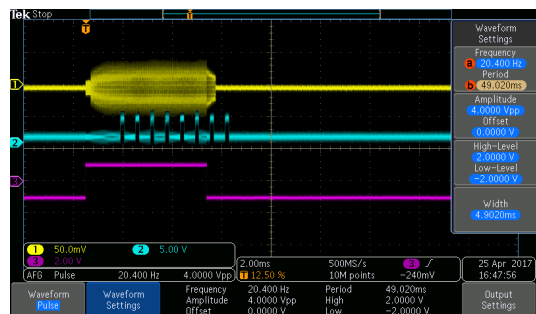 Tek Stop
T
Waveform
Settings
Frequency
a 20.400 Hz
Period
b 49.020ms
Amplitude
4.0000 Vpp
Offset
0.0000 V
High-Level
2.0000 V
Low-Level
-2.0000 V
Width
4.9020ms
1
2
3
1 50.0mV 2 5.00 V
3 2.00 V
AFG Pulse 20.400 Hz 4.0000 Vpp
2.00ms 500MS/s 3
T 12.50 % 10M points -240mV
25 Apr 2017
16:47:56
Waveform
Pulse
Waveform
Settings
Frequency 20.400 Hz Period 49.020ms
Amplitude 4.0000 Vpp High 2.0000 V
Offset 0.0000 V Low -2.0000 V
Output
Settings